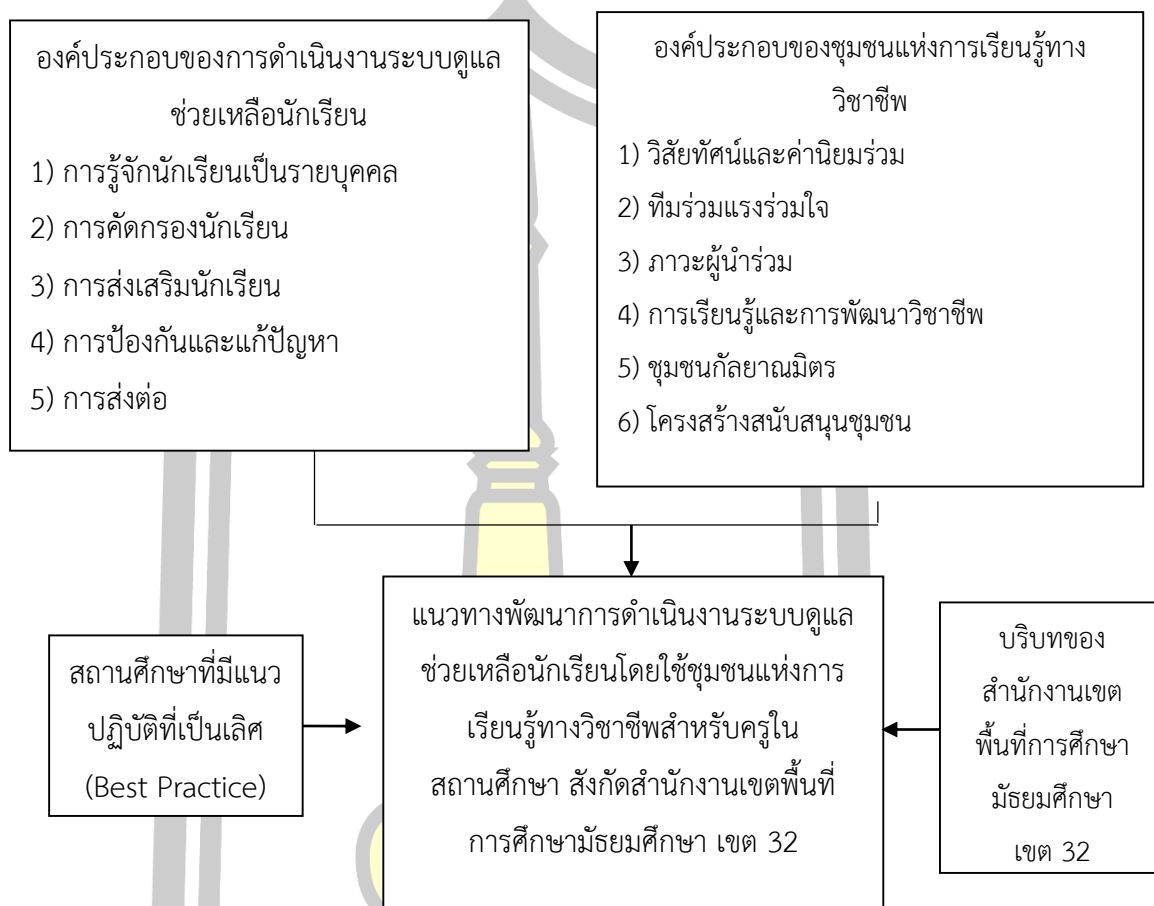 องค์ประกอบของการดำเนินงานระบบดูแล
ช่วยเหลือนักเรียน
1) การรู้จักนักเรียนเป็นรายบุคคล
2) การคัดกรองนักเรียน
3) การส่งเสริมนักเรียน
4) การป้องกันและแก้ปัญหา
5) การส่งต่อ
องค์ประกอบของชุมชนแห่งการเรียนรู้ทาง
วิชาชีพ
1) วิสัยทัศน์และค่านิยมร่วม
2) ทีมร่วมแรงร่วมใจ
3) ภาวะผู้นำร่วม
4) การเรียนรู้และการพัฒนาวิชาชีพ
5) ชุมชนกัลยาณมิตร
6) โครงสร้างสนับสนุนชุมชน
สถานศึกษาที่มีแนว
ปฏิบัติที่เป็นเลิศ
(Best Practice)
แนวทางพัฒนาการดำเนินงานระบบดูแล
ช่วยเหลือนักเรียนโดยใช้ชุมชนแห่งการ
เรียนรู้ทางวิชาชีพสำหรับครูใน
สถานศึกษา สังกัดสำนักงานเขตพื้นที่
การศึกษามัธยมศึกษา เขต 32
บริบทของ
สำนักงานเขต
พื้นที่การศึกษา
มัธยมศึกษา
เขต 32